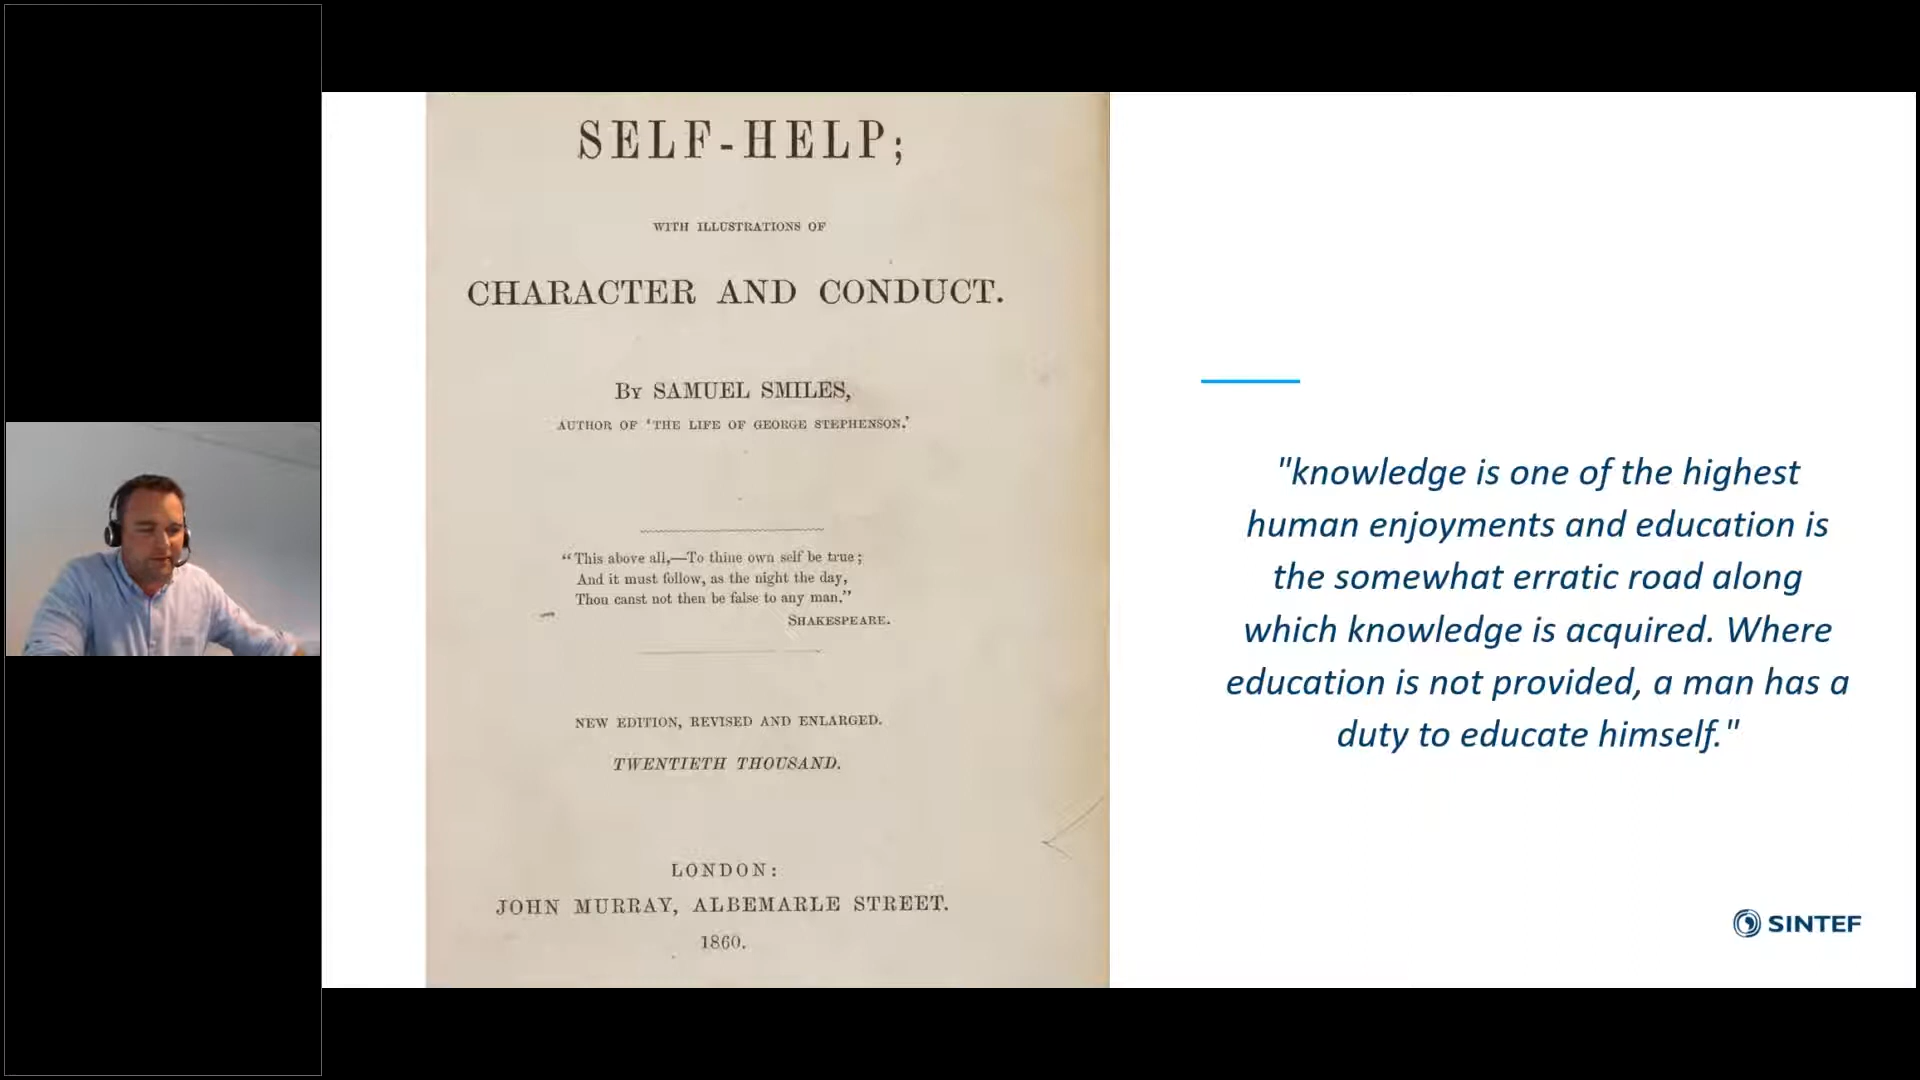 SELF-HELP;
WITH ILLUSTRATIONS OF
CHARACTER AND CONDUCT.
By SAMUEL SMILES,
AUTHOR OF 'THE LIFE OF GEORGE STEPHENSON.'
“This above all,—To thine own self be true;
And it must follow, as the night the day,
Thou canst not then be false to any man.”
SHAKESPEARE.
NEW EDITION, REVISED AND ENLARGED.
TWENTIETH THOUSAND.
LONDON:
JOHN MURRAY, ALBEMARLE STREET.
1860.
"knowledge is one of the highest
human enjoyments and education is
the somewhat erratic road along
which knowledge is acquired. Where
education is not provided, a man has a
duty to educate himself."
SINTEF